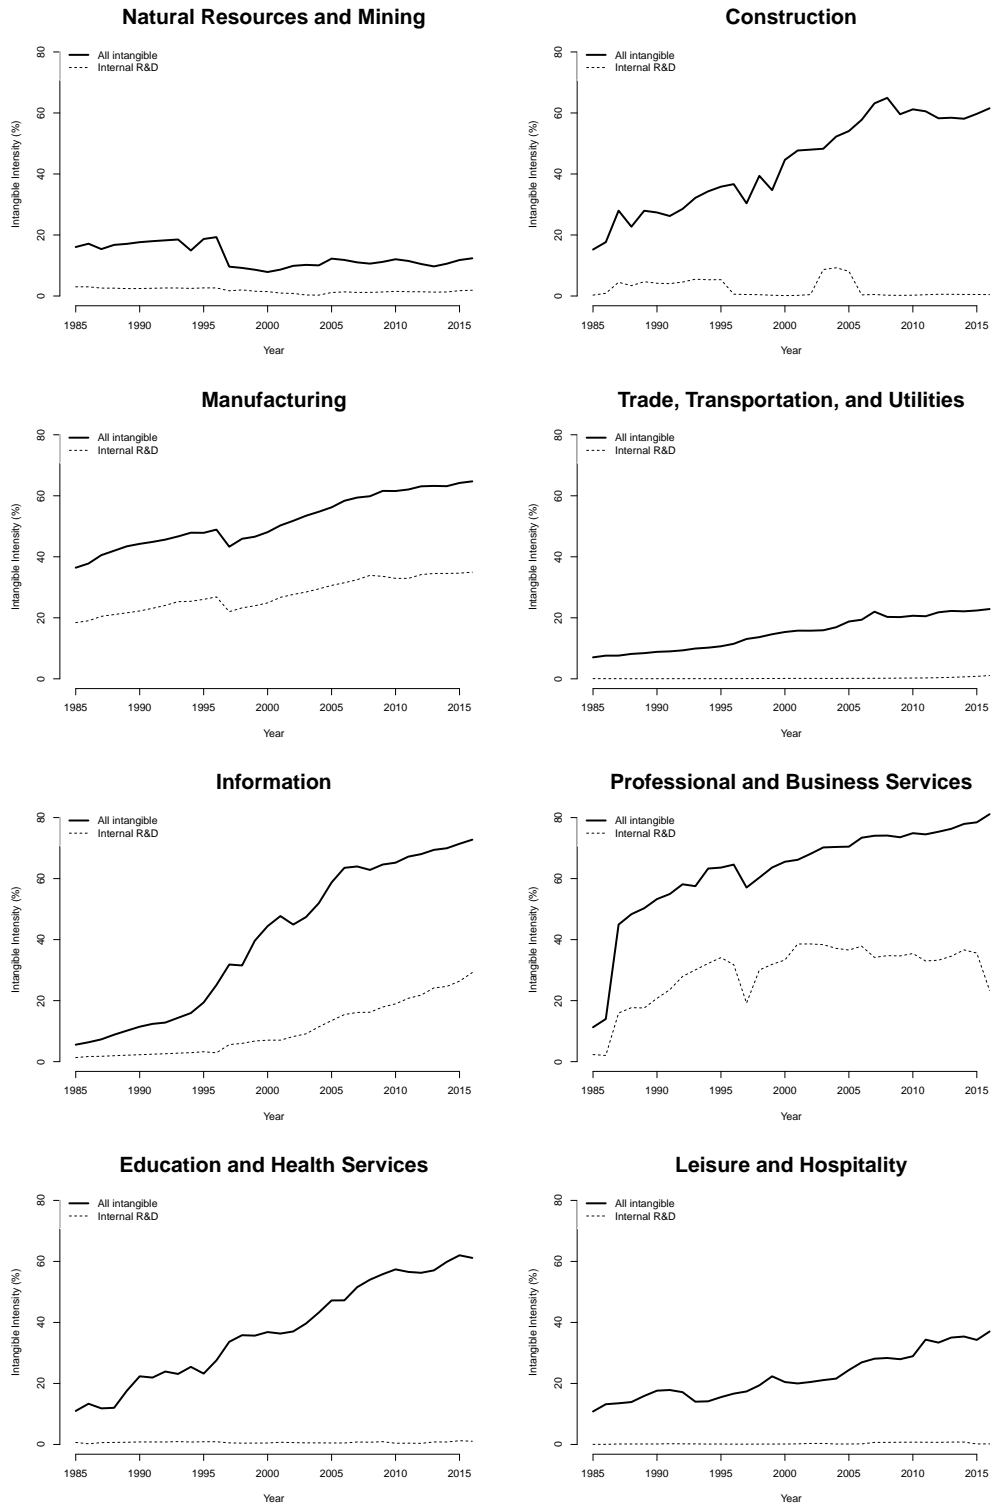 Natural Resources and Mining
All intangible
Internal R&D
Intangible Intensity (%)
80
60
40
20
0
1985 1990 1995 2000 2005 2010 2015
Year
Construction
All intangible
Internal R&D
Intangible Intensity (%)
80
60
40
20
0
1985 1990 1995 2000 2005 2010 2015
Year
Manufacturing
All intangible
Internal R&D
Intangible Intensity (%)
80
60
40
20
0
1985 1990 1995 2000 2005 2010 2015
Year
Trade, Transportation, and Utilities
All intangible
Internal R&D
Intangible Intensity (%)
80
60
40
20
0
1985 1990 1995 2000 2005 2010 2015
Year
Information
All intangible
Internal R&D
Intangible Intensity (%)
80
60
40
20
0
1985 1990 1995 2000 2005 2010 2015
Year
Professional and Business Services
All intangible
Internal R&D
Intangible Intensity (%)
80
60
40
20
0
1985 1990 1995 2000 2005 2010 2015
Year
Education and Health Services
All intangible
Internal R&D
Intangible Intensity (%)
80
60
40
20
0
1985 1990 1995 2000 2005 2010 2015
Year
Leisure and Hospitality
All intangible
Internal R&D
Intangible Intensity (%)
80
60
40
20
0
1985 1990 1995 2000 2005 2010 2015
Year